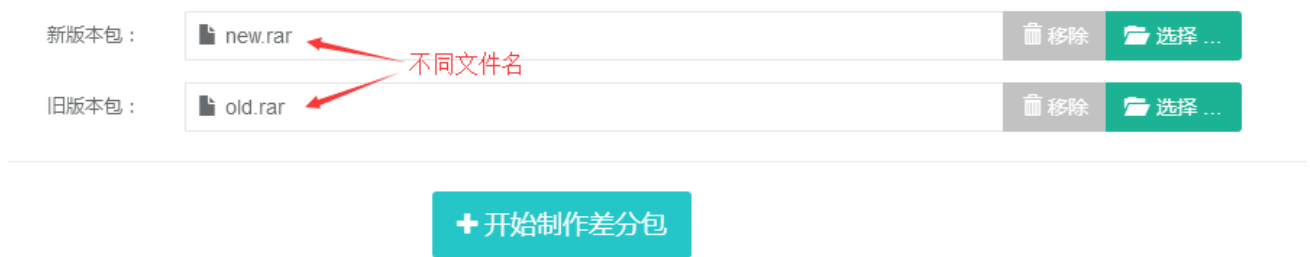 新版本包： new.rar 移除 选择 ...
不同文件名
旧版本包： old.rar 移除 选择 ...
开始制作差分包